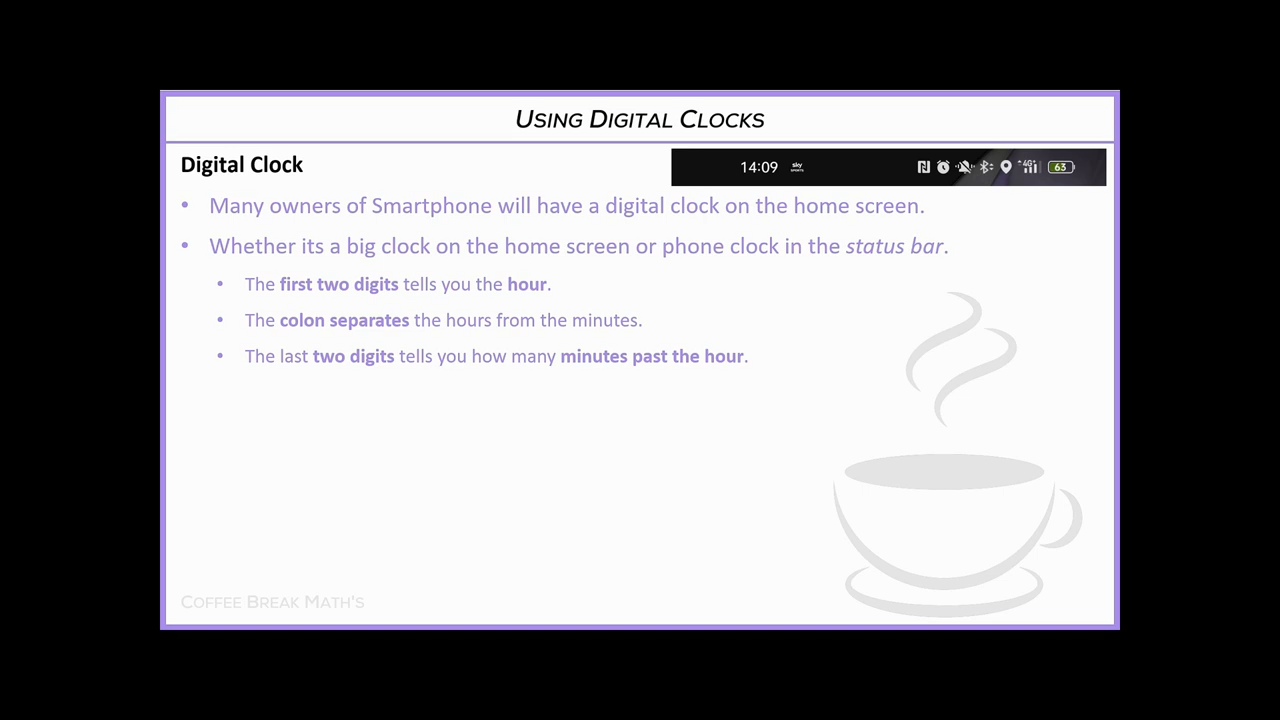 USING DIGITAL CLOCKS
Digital Clock
14:09 sky SPORTS 4G+ 63
• Many owners of Smartphone will have a digital clock on the home screen.
• Whether its a big clock on the home screen or phone clock in the status bar.
• The first two digits tells you the hour.
• The colon separates the hours from the minutes.
• The last two digits tells you how many minutes past the hour.
COFFEE BREAK MATH'S